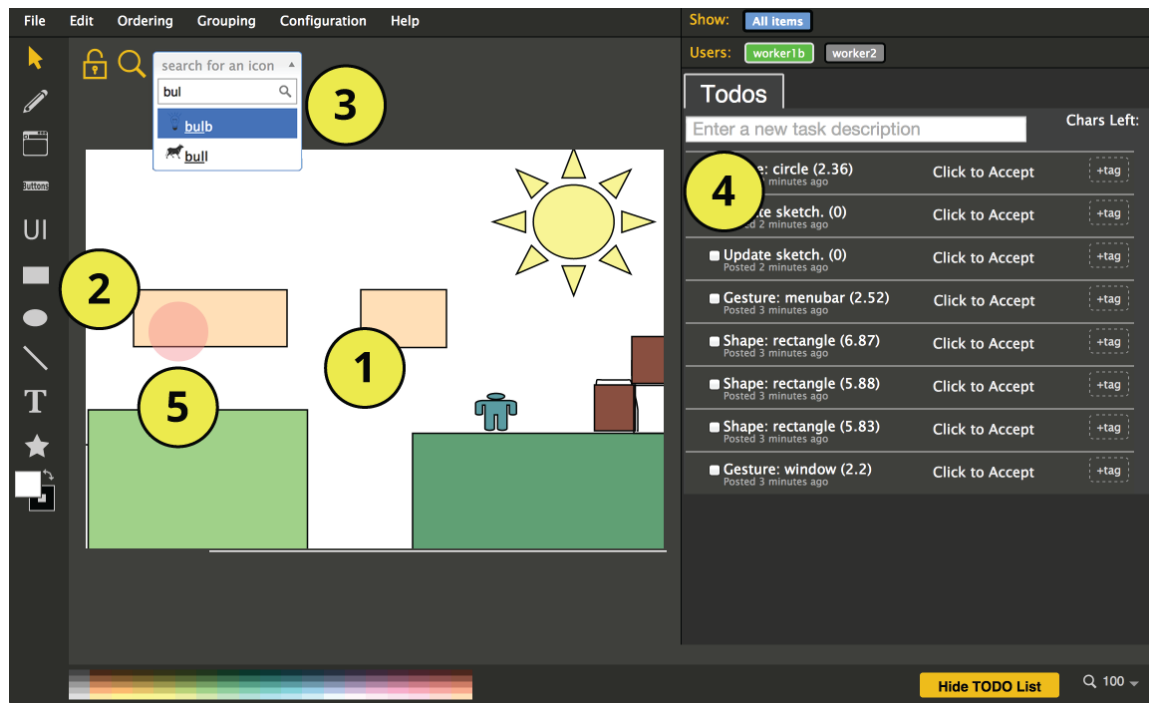 File Edit Ordering Grouping Configuration Help
Show: All items
Users: worker1b worker2
search for an icon
bul
bulb
bull
3
Buttons
UI
2
1
5
T
Todos
Enter a new task description
Chars Left:
4
e: circle (2.36) Click to Accept +tag
minutes ago
te sketch. (0) Click to Accept +tag
ed 2 minutes ago
Update sketch. (0) Click to Accept +tag
Posted 2 minutes ago
Gesture: menubar (2.52) Click to Accept +tag
Posted 3 minutes ago
Shape: rectangle (6.87) Click to Accept +tag
Posted 3 minutes ago
Shape: rectangle (5.88) Click to Accept +tag
Posted 3 minutes ago
Shape: rectangle (5.83) Click to Accept +tag
Posted 3 minutes ago
Gesture: window (2.2) Click to Accept +tag
Posted 3 minutes ago
Hide TODO List
100